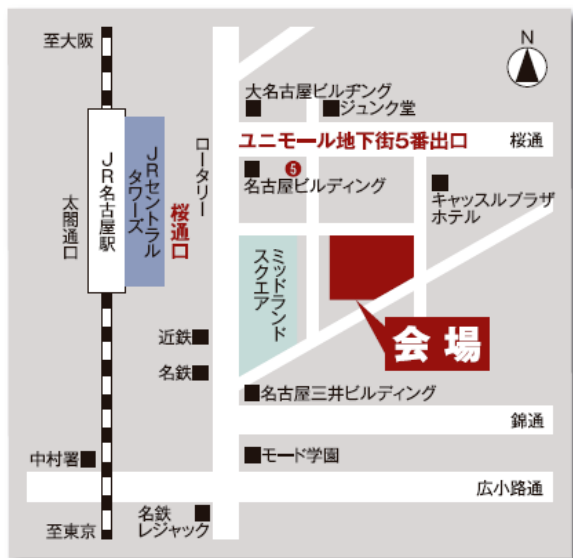 至大阪
N
大名古屋ビルヂング
ジュンク堂
ユニモール地下街5番出口
桜通
5
名古屋ビルディング
キャッスルプラザ
ホテル
ロータリー
JR名古屋駅
JRセントラル
タワーズ
桜通口
太閤通口
ミッドランド
スクエア
近鉄
会場
名鉄
名古屋三井ビルディング
錦通
中村署
モード学園
広小路通
名鉄
レジャック
至東京